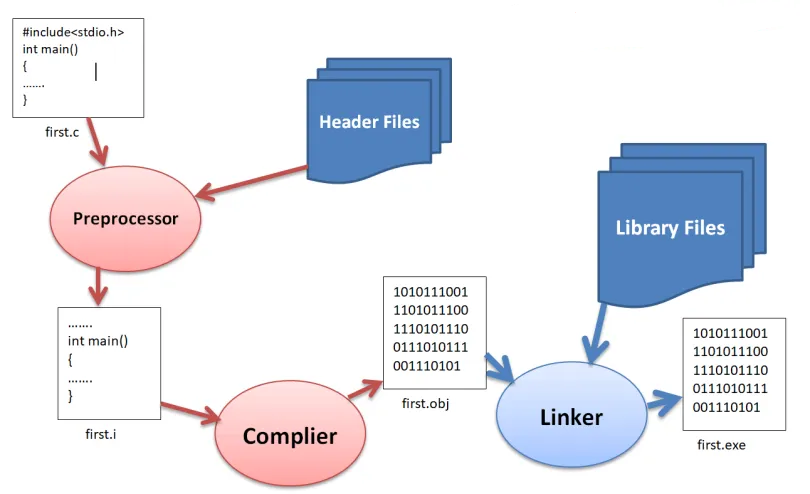 #include<stdio.h>
int main()
{
…….
}
first.c
Header Files
Preprocessor
Library Files
…….
int main()
{
…….
}
first.i
Complier
1010111001
1101011100
1110101110
0111010111
001110101
first.obj
Linker
1010111001
1101011100
1110101110
0111010111
001110101
first.exe